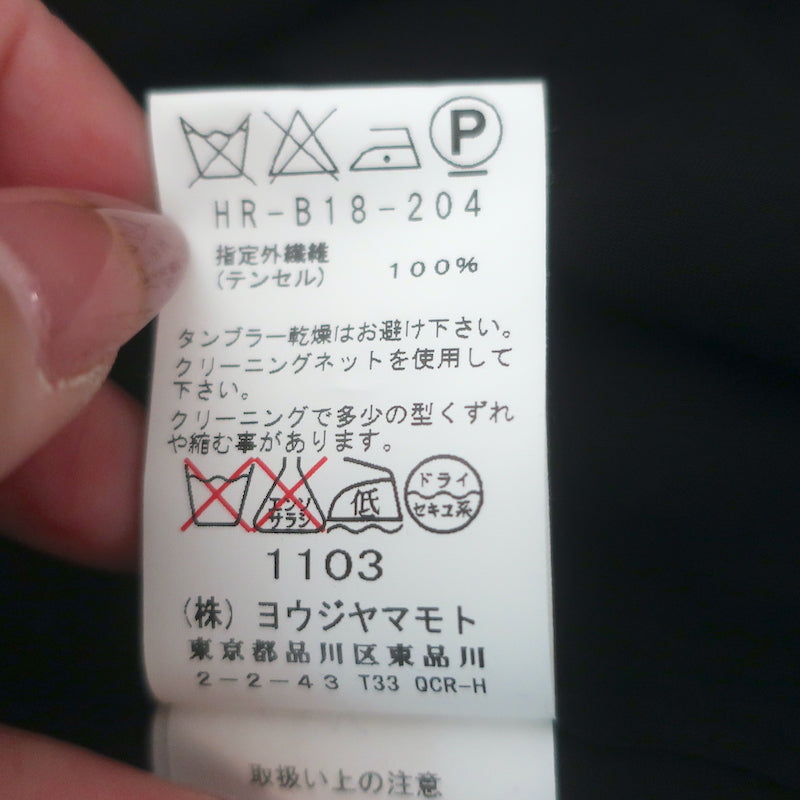 P
HR-B18-204
指定外繊維
(テンセル) 100%
タンブラー乾燥はお避け下さい。
クリーニングネットを使用して
下さい。
クリーニングで多少の型くずれ
や縮む事があります。
エンソ
サラシ
低
ドライ
セキユ系
1103
(株)ヨウジヤマモト
東京都品川区東品川
2-2-43 T33 QCR-H
取扱い上の注意